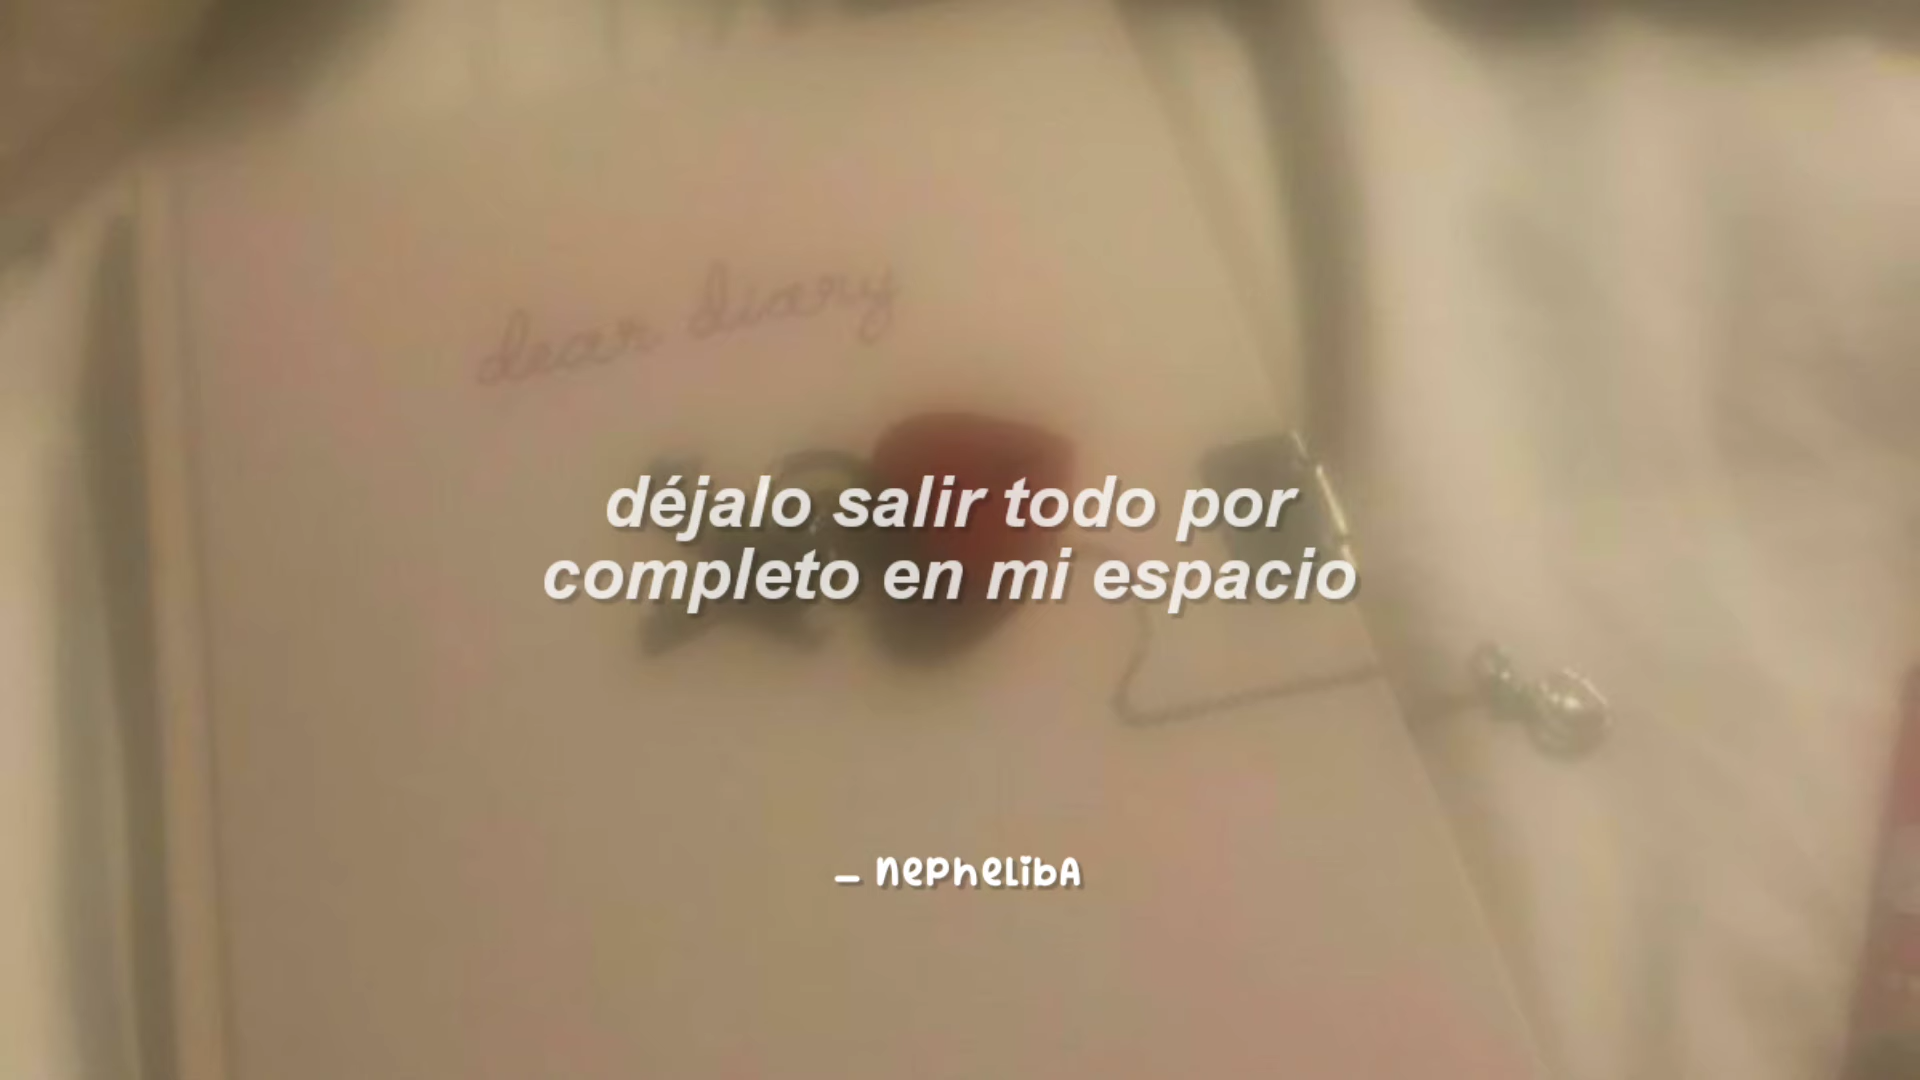 dear diary
déjalo salir todo por
completo en mi espacio
– nepheliba